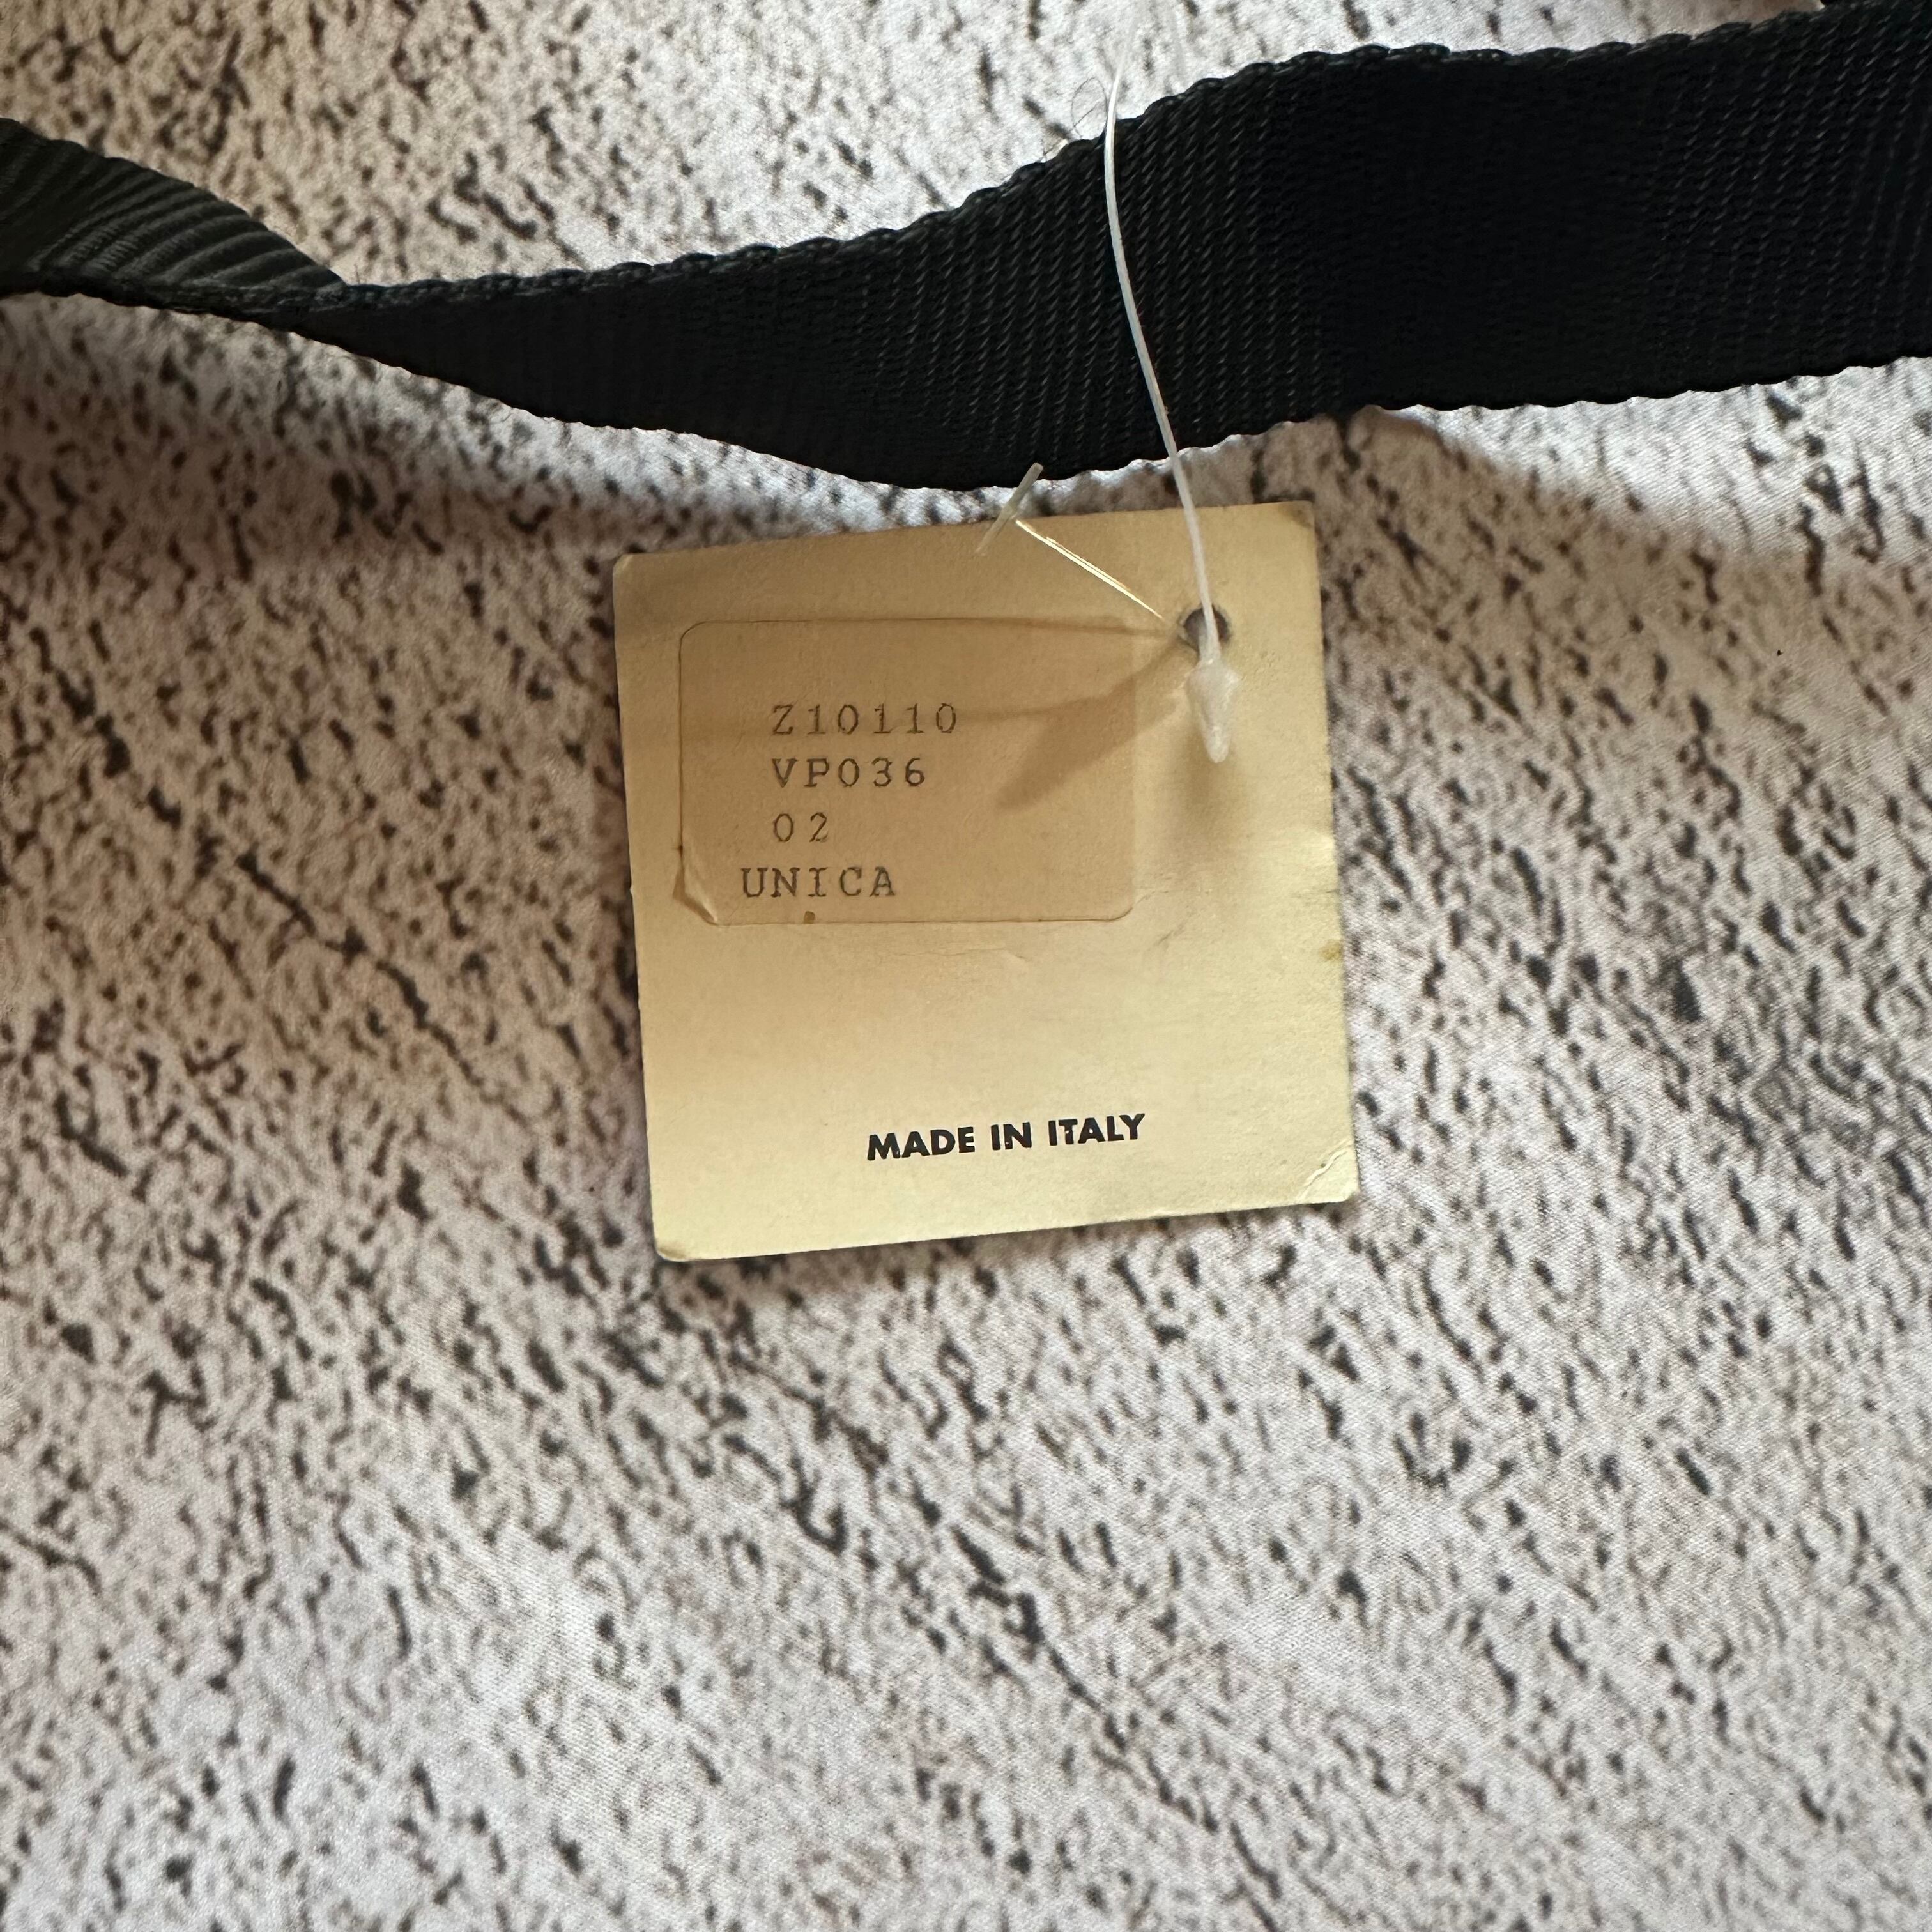 Z10110
VP036
02
UNICA
MADE IN ITALY